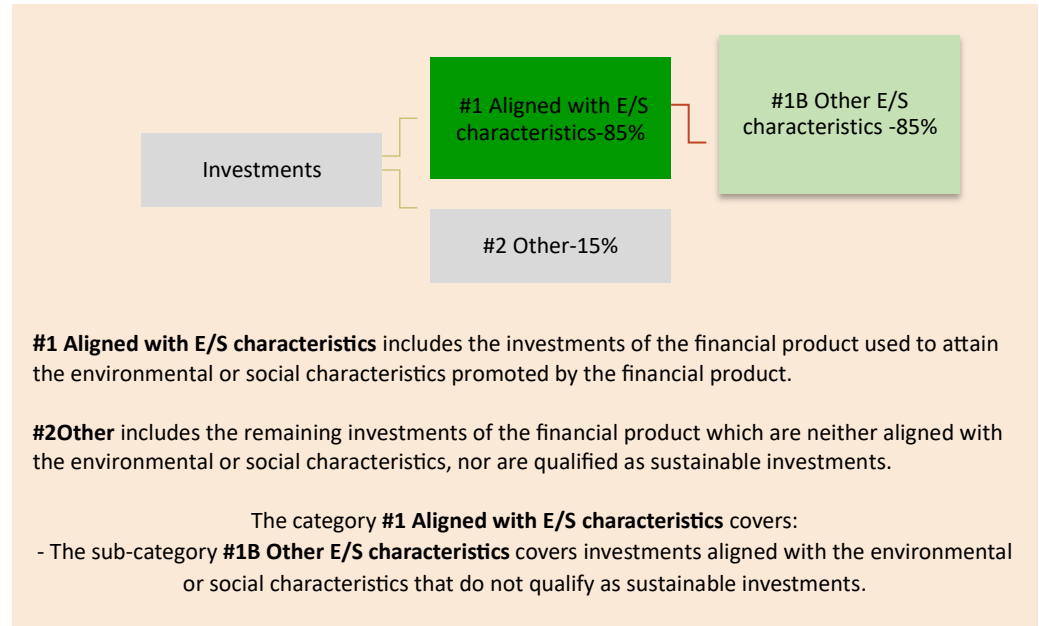 #1 Aligned with E/S
characteristics-85%
#1B Other E/S
characteristics -85%
Investments
#2 Other-15%
#1 Aligned with E/S characteristics includes the investments of the financial product used to attain
the environmental or social characteristics promoted by the financial product.
#2Other includes the remaining investments of the financial product which are neither aligned with
the environmental or social characteristics, nor are qualified as sustainable investments.
The category #1 Aligned with E/S characteristics covers:
- The sub-category #1B Other E/S characteristics covers investments aligned with the environmental
or social characteristics that do not qualify as sustainable investments.